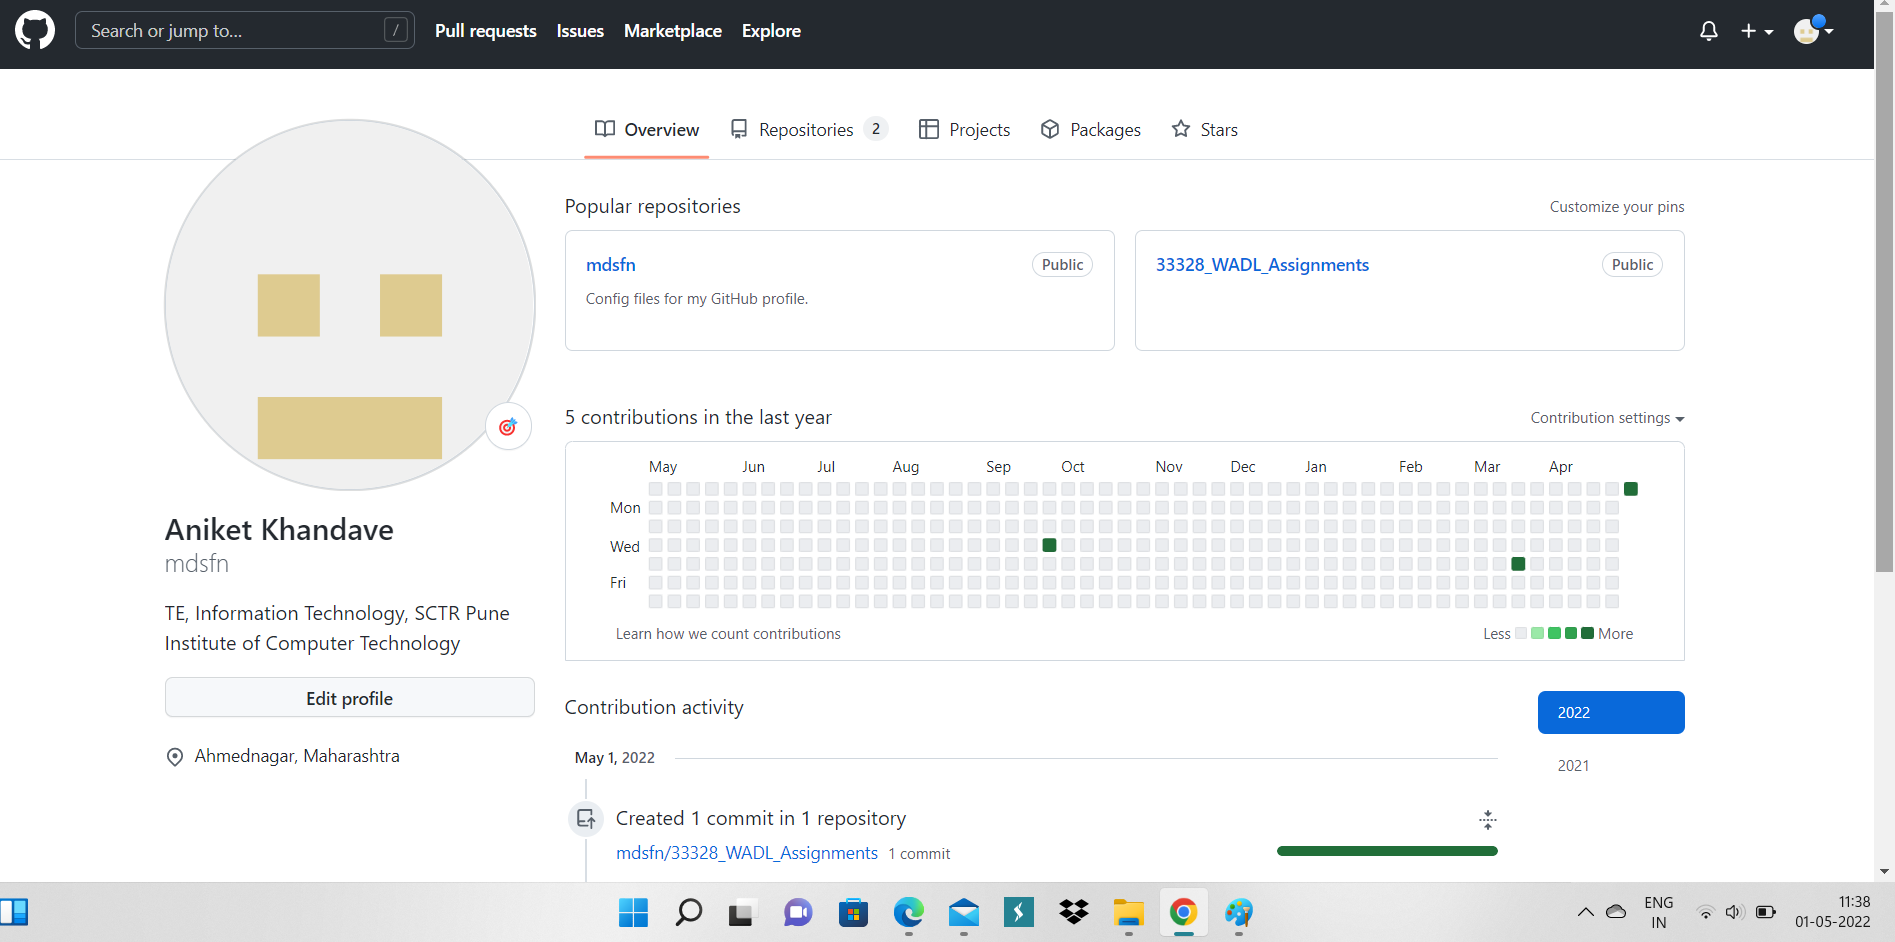 Search or jump to... /
Pull requests Issues Marketplace Explore
Overview Repositories 2 Projects Packages Stars
Popular repositories
Customize your pins
mdsfn Public
Config files for my GitHub profile.
33328_WADL_Assignments Public
5 contributions in the last year
Contribution settings
May Jun Jul Aug Sep Oct Nov Dec Jan Feb Mar Apr
Mon
Wed
Fri
Learn how we count contributions
Less More
Aniket Khandave
mdsfn
TE, Information Technology, SCTR Pune
Institute of Computer Technology
Edit profile
Ahmednagar, Maharashtra
Contribution activity
2022
2021
May 1, 2022
Created 1 commit in 1 repository
mdsfn/33328_WADL_Assignments 1 commit
ENG
IN
11:38
01-05-2022